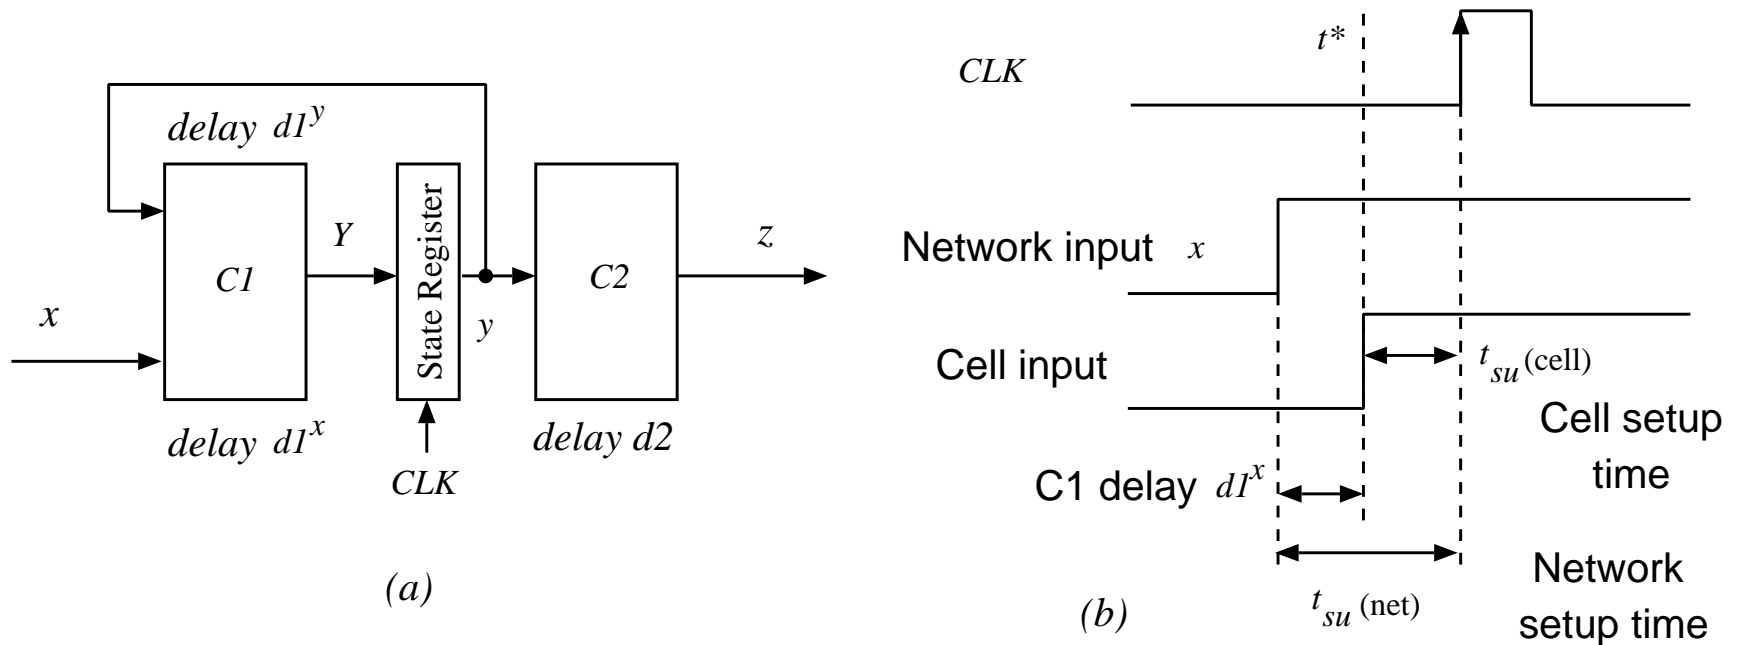 delay d1^y
C1
Y
State Register
y
C2
z
x
delay d1^x
CLK
delay d2
(a)
t*
CLK
Network input x
Cell input
t_su (cell)
Cell setup
time
C1 delay d1^x
t_su (net)
Network
setup time
(b)